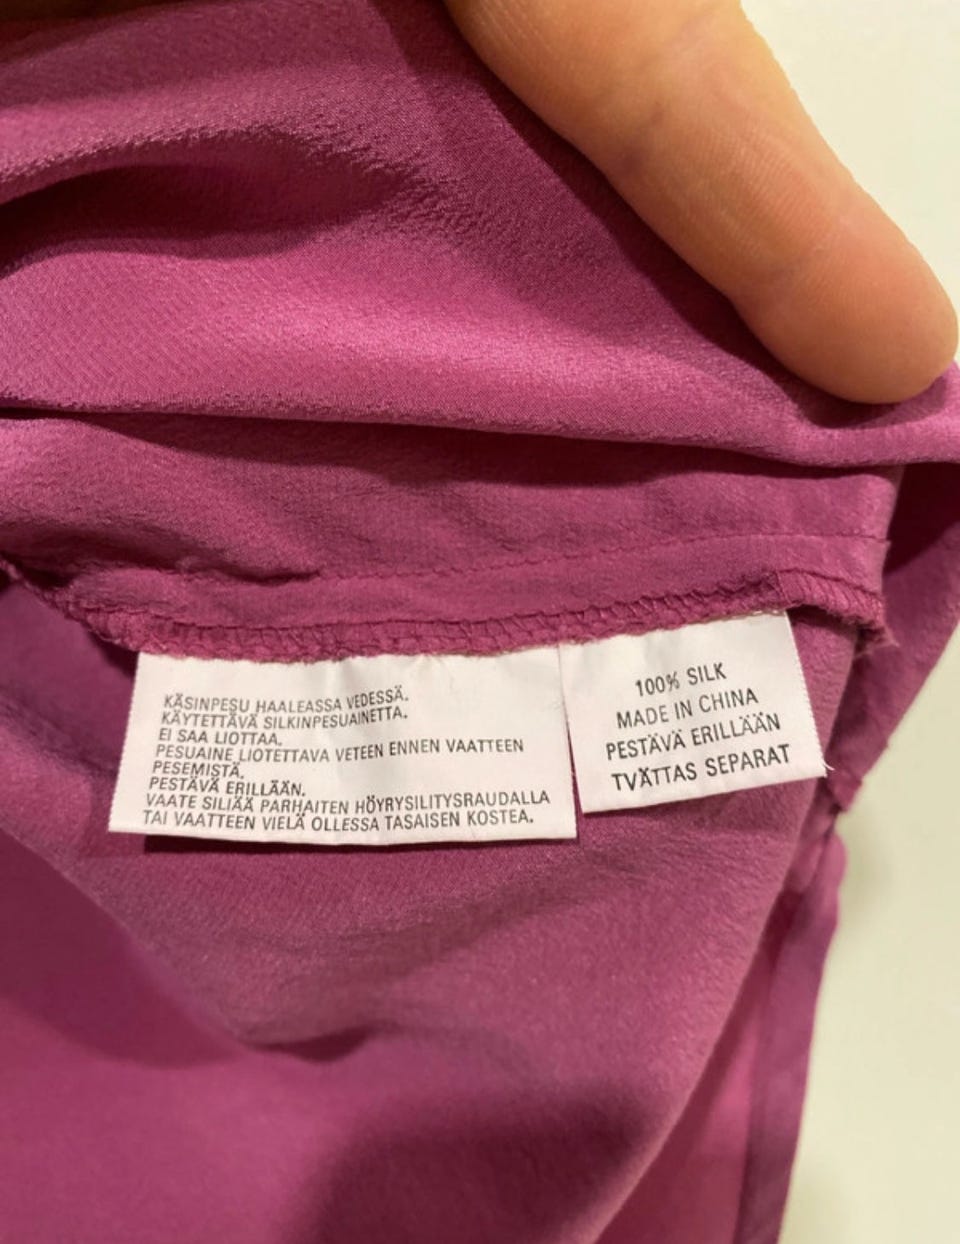 KÄSINPESU HAALEASSA VEDESSÄ.
KÄYTETTÄVÄ SILKINPESUAINETTA.
EI SAA LIOTTAA.
PESUAINE LIOTETTAVA VETEEN ENNEN VAATTEEN
PESEMISTÄ.
PESTÄVÄ ERILLÄÄN.
VAATE SILIÄÄ PARHAITEN HÖYRYSILITYSRAUDALLA
TAI VAATTEEN VIELÄ OLLESSA TASAISEN KOSTEA.
100% SILK
MADE IN CHINA
PESTÄVÄ ERILLÄÄN
TVÄTTAS SEPARAT